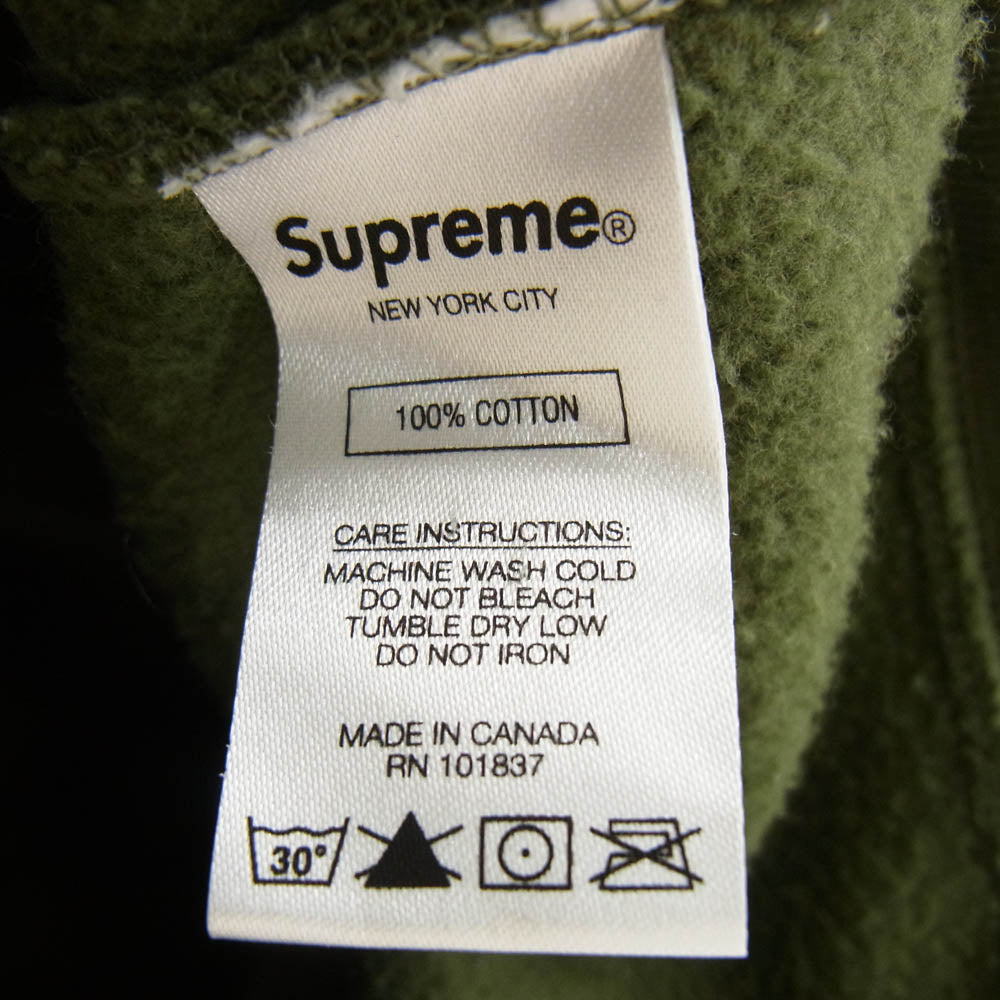 Supreme®
NEW YORK CITY
100% COTTON
CARE INSTRUCTIONS:
MACHINE WASH COLD
DO NOT BLEACH
TUMBLE DRY LOW
DO NOT IRON
MADE IN CANADA
RN 101837
30°